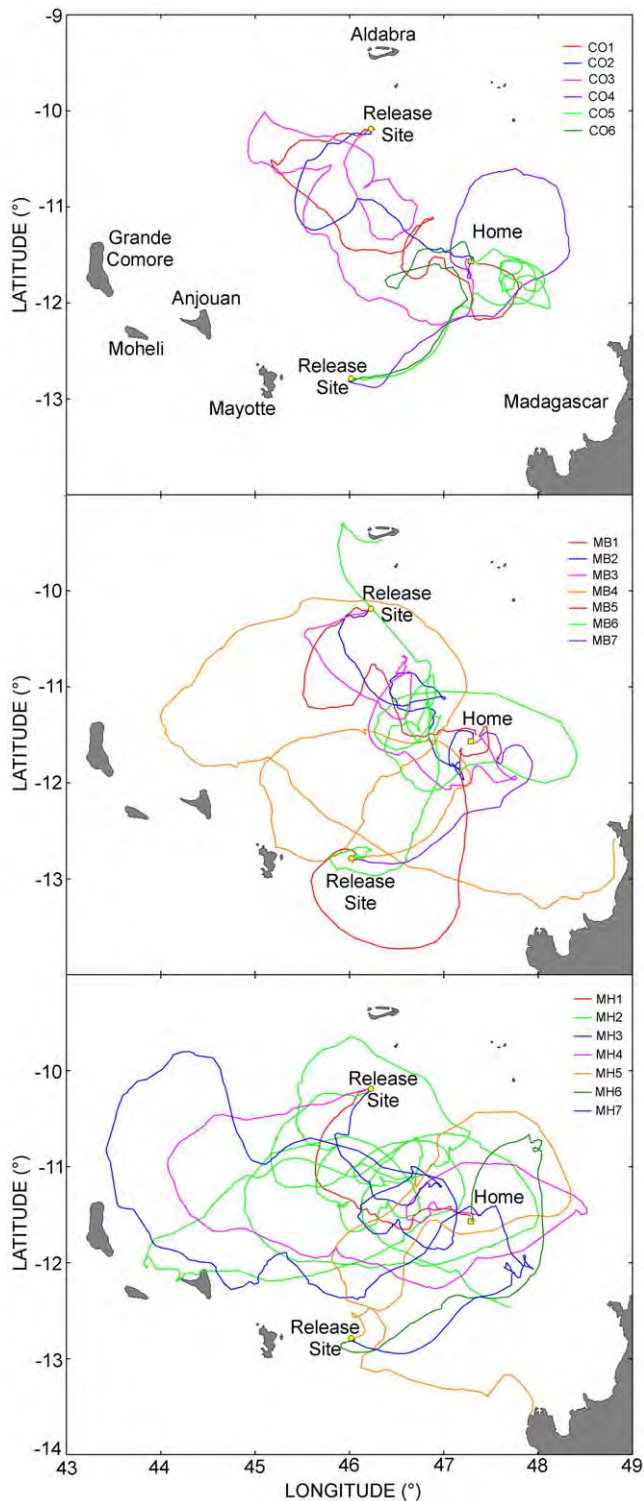 -9
Aldabra
CO1
CO2
CO3
CO4
CO5
CO6
-10
Release
Site
-11
LATITUDE (°)
Home
Grande
Comore
-12
Anjouan
Moheli
Release
Site
-13
Mayotte
Madagascar
MB1
MB2
MB3
MB4
MB5
MB6
MB7
-10
Release
Site
-11
LATITUDE (°)
Home
-12
-13
Release
Site
MH1
MH2
MH3
MH4
MH5
MH6
MH7
-10
Release
Site
-11
LATITUDE (°)
Home
-12
Release
Site
-13
-14
43 44 45 46 47 48 49
LONGITUDE (°)